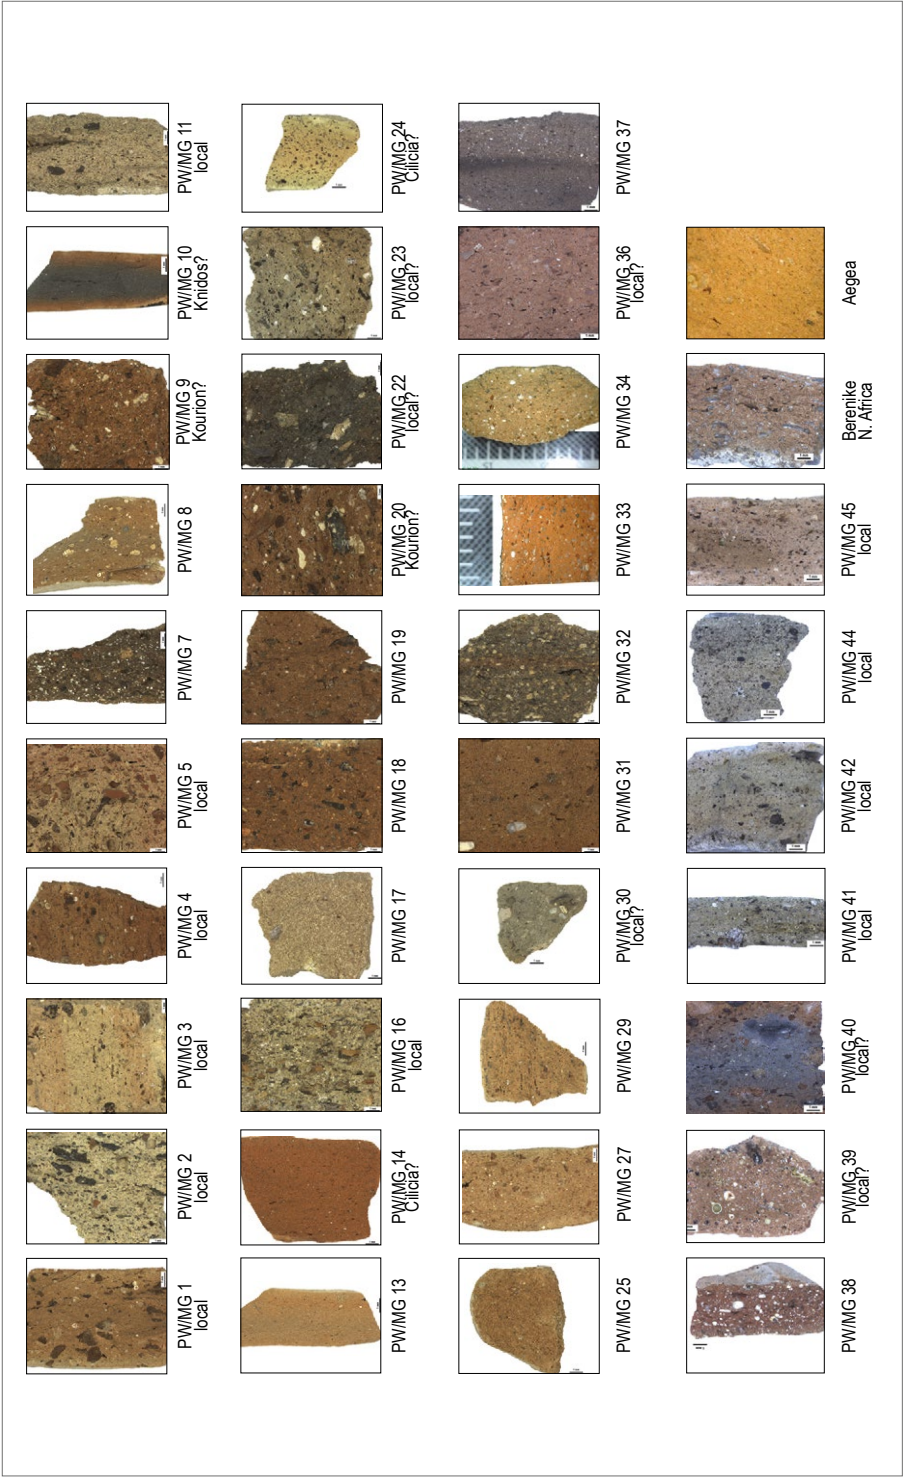 PW/MG 1
local
PW/MG 2
local
PW/MG 3
local
PW/MG 4
local
PW/MG 5
local
PW/MG 7
PW/MG 8
PW/MG 9
Kourion?
PW/MG 10
Knidos?
PW/MG 11
local
PW/MG 13
PW/MG 14
Cilicia?
PW/MG 16
local
PW/MG 17
PW/MG 18
PW/MG 19
PW/MG 20
Kourion?
PW/MG 22
local?
PW/MG 23
local?
PW/MG 24
Cilicia?
PW/MG 25
PW/MG 27
PW/MG 29
PW/MG 30
local?
PW/MG 31
PW/MG 32
PW/MG 33
PW/MG 34
PW/MG 36
local?
PW/MG 37
PW/MG 38
PW/MG 39
local?
PW/MG 40
local?
PW/MG 41
local
PW/MG 42
local
PW/MG 44
local
PW/MG 45
local
Berenike
N. Africa
Aegea